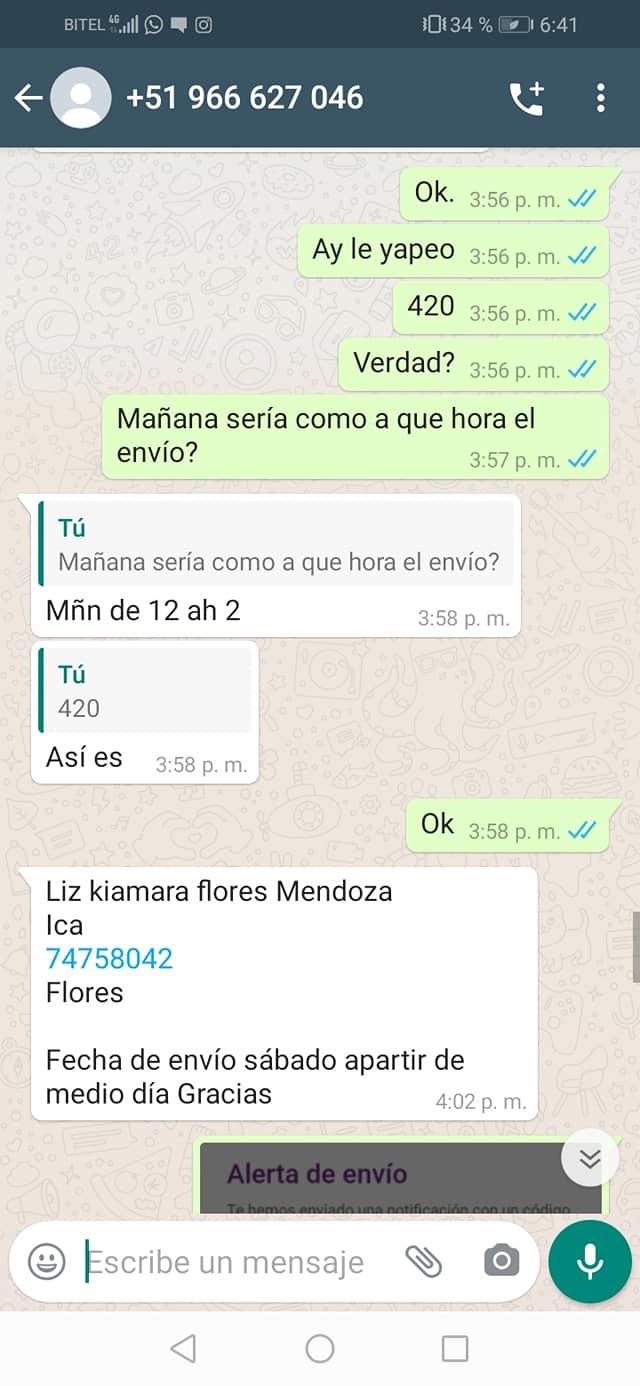 BITEL 4G 34 % 6:41
+51 966 627 046
Ok. 3:56 p. m.
Ay le yapeo 3:56 p. m.
420 3:56 p. m.
Verdad? 3:56 p. m.
Mañana sería como a que hora el
envío? 3:57 p. m.
Tú
Mañana sería como a que hora el envío?
Mñn de 12 ah 2 3:58 p. m.
Tú
420
Así es 3:58 p. m.
Ok 3:58 p. m.
Liz kiamara flores Mendoza
Ica
74758042
Flores
Fecha de envío sábado apartir de
medio día Gracias 4:02 p. m.
Alerta de envío
Te hemos enviado una notificación con un código
Escribe un mensaje